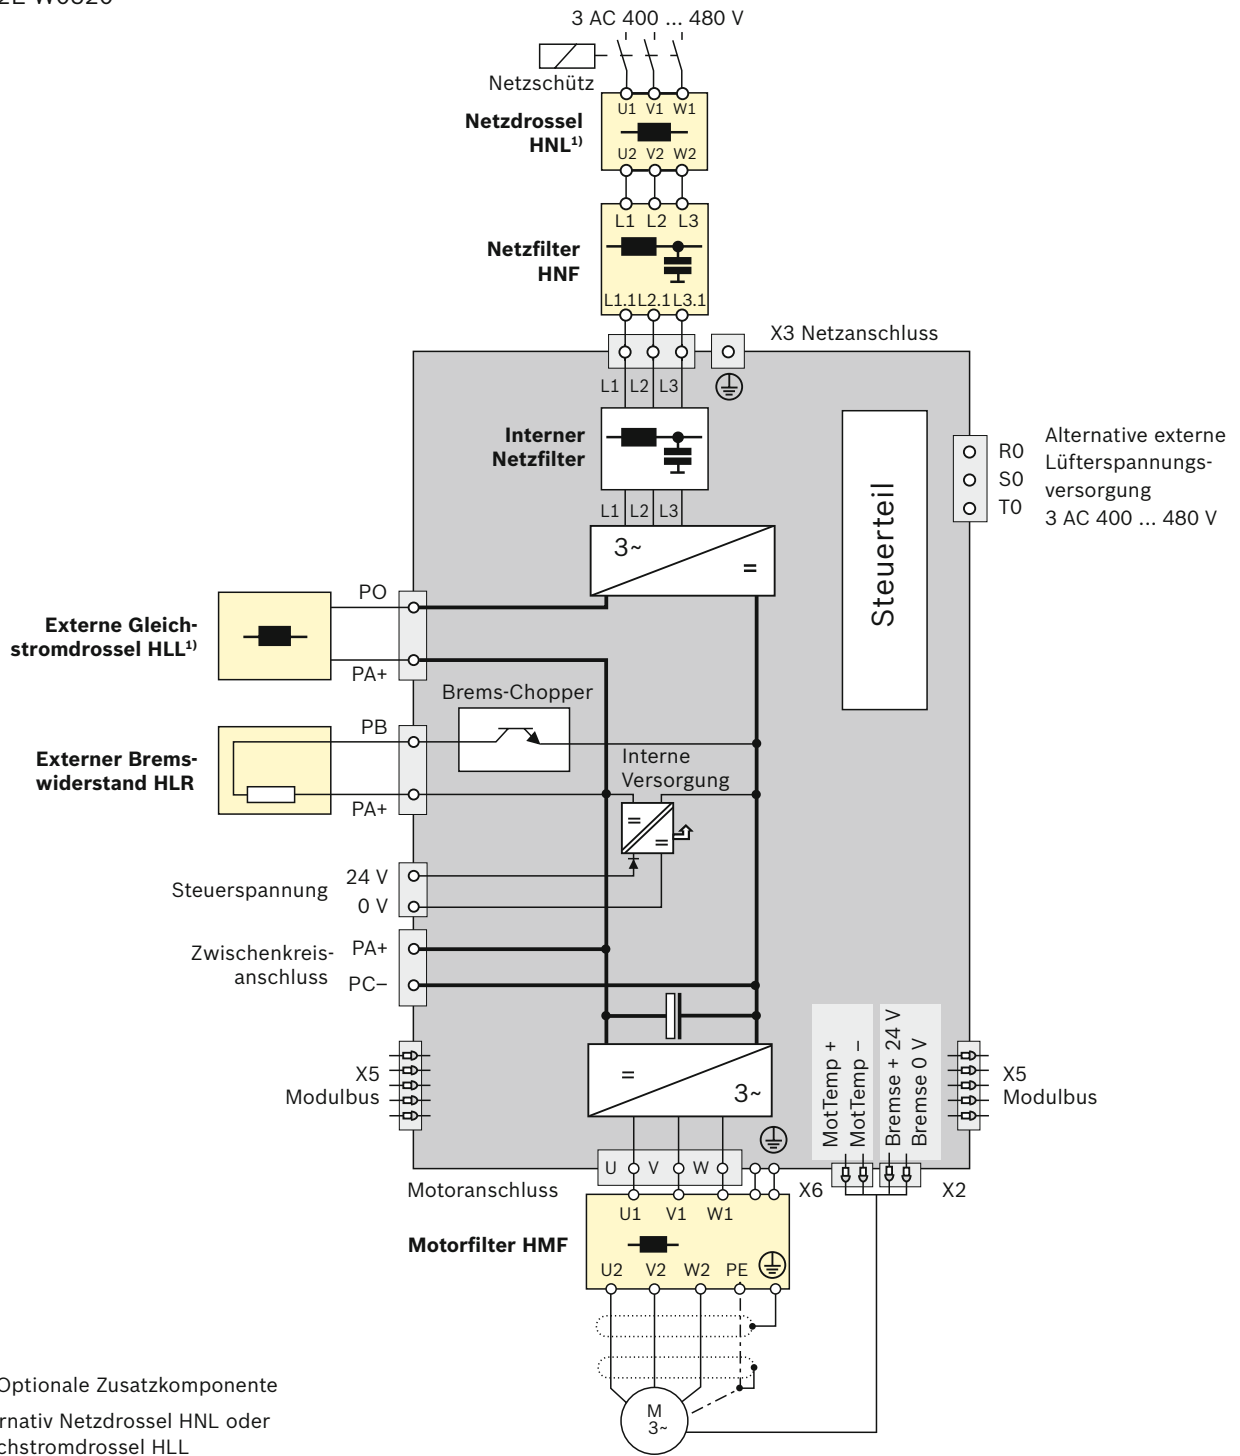 3 AC 400 ... 480 V
Netzschütz
U1 V1 W1
Netzdrossel
HNL¹⁾
U2 V2 W2
L1 L2 L3
Netzfilter
HNF
L1.1 L2.1 L3.1
X3 Netzanschluss
L1 L2 L3
Interner
Netzfilter
L1 L2 L3
3~
=
Steuerteil
R0
S0
T0
Alternative externe
Lüfterspannungs-
versorgung
3 AC 400 ... 480 V
PO
Externe Gleich-
stromdrossel HLL¹⁾
PA+
Brems-Chopper
PB
Externer Brems-
widerstand HLR
PA+
Interne
Versorgung
=
=
Steuerspannung
24 V
0 V
Zwischenkreis-
anschluss
PA+
PC–
X5
Modulbus
=
3~
MotTemp +
MotTemp –
Bremse + 24 V
Bremse 0 V
X5
Modulbus
U V W
Motoranschluss
X6
X2
U1 V1 W1
Motorfilter HMF
U2 V2 W2 PE
M
3~
Optionale Zusatzkomponente
Netzdrossel HNL oder
HLL